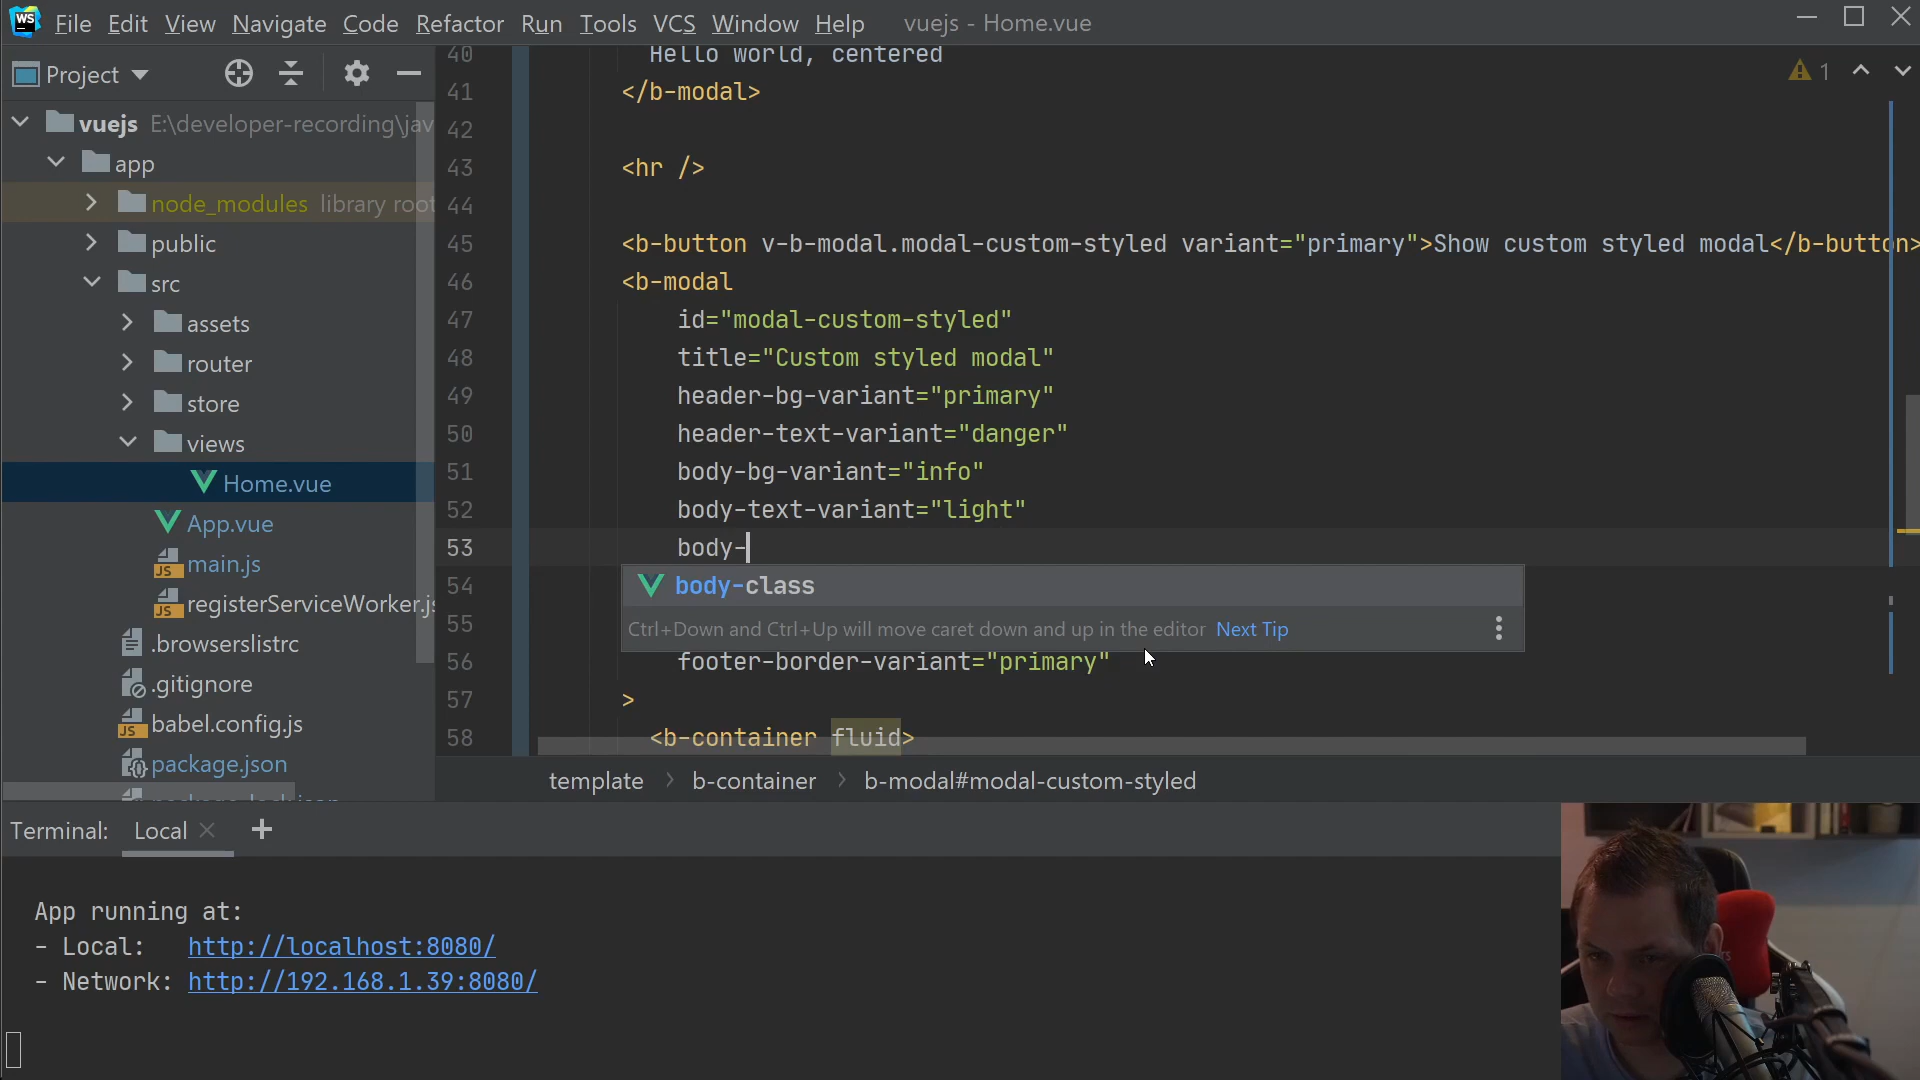 WS File Edit View Navigate Code Refactor Run Tools VCS Window Help vuejs - Home.vue
Project
vuejs E:\developer-recording\jav
app
node_modules library root
public
src
assets
router
store
views
Home.vue
App.vue
JS main.js
JS registerServiceWorker.js
.browserslistrc
.gitignore
JS babel.config.js
package.json
1
40 Hello world, centered
41 </b-modal>
42
43 <hr />
44
45 <b-button v-b-modal.modal-custom-styled variant="primary">Show custom styled modal</b-button>
46 <b-modal
47 id="modal-custom-styled"
48 title="Custom styled modal"
49 header-bg-variant="primary"
50 header-text-variant="danger"
51 body-bg-variant="info"
52 body-text-variant="light"
53 body-
54 body-class
55 Ctrl+Down and Ctrl+Up will move caret down and up in the editor Next Tip
56 footer-border-variant="primary"
57 >
58 <b-container fluid>
template b-container b-modal#modal-custom-styled
Terminal: Local
App running at:
- Local: http://localhost:8080/
- Network: http://192.168.1.39:8080/